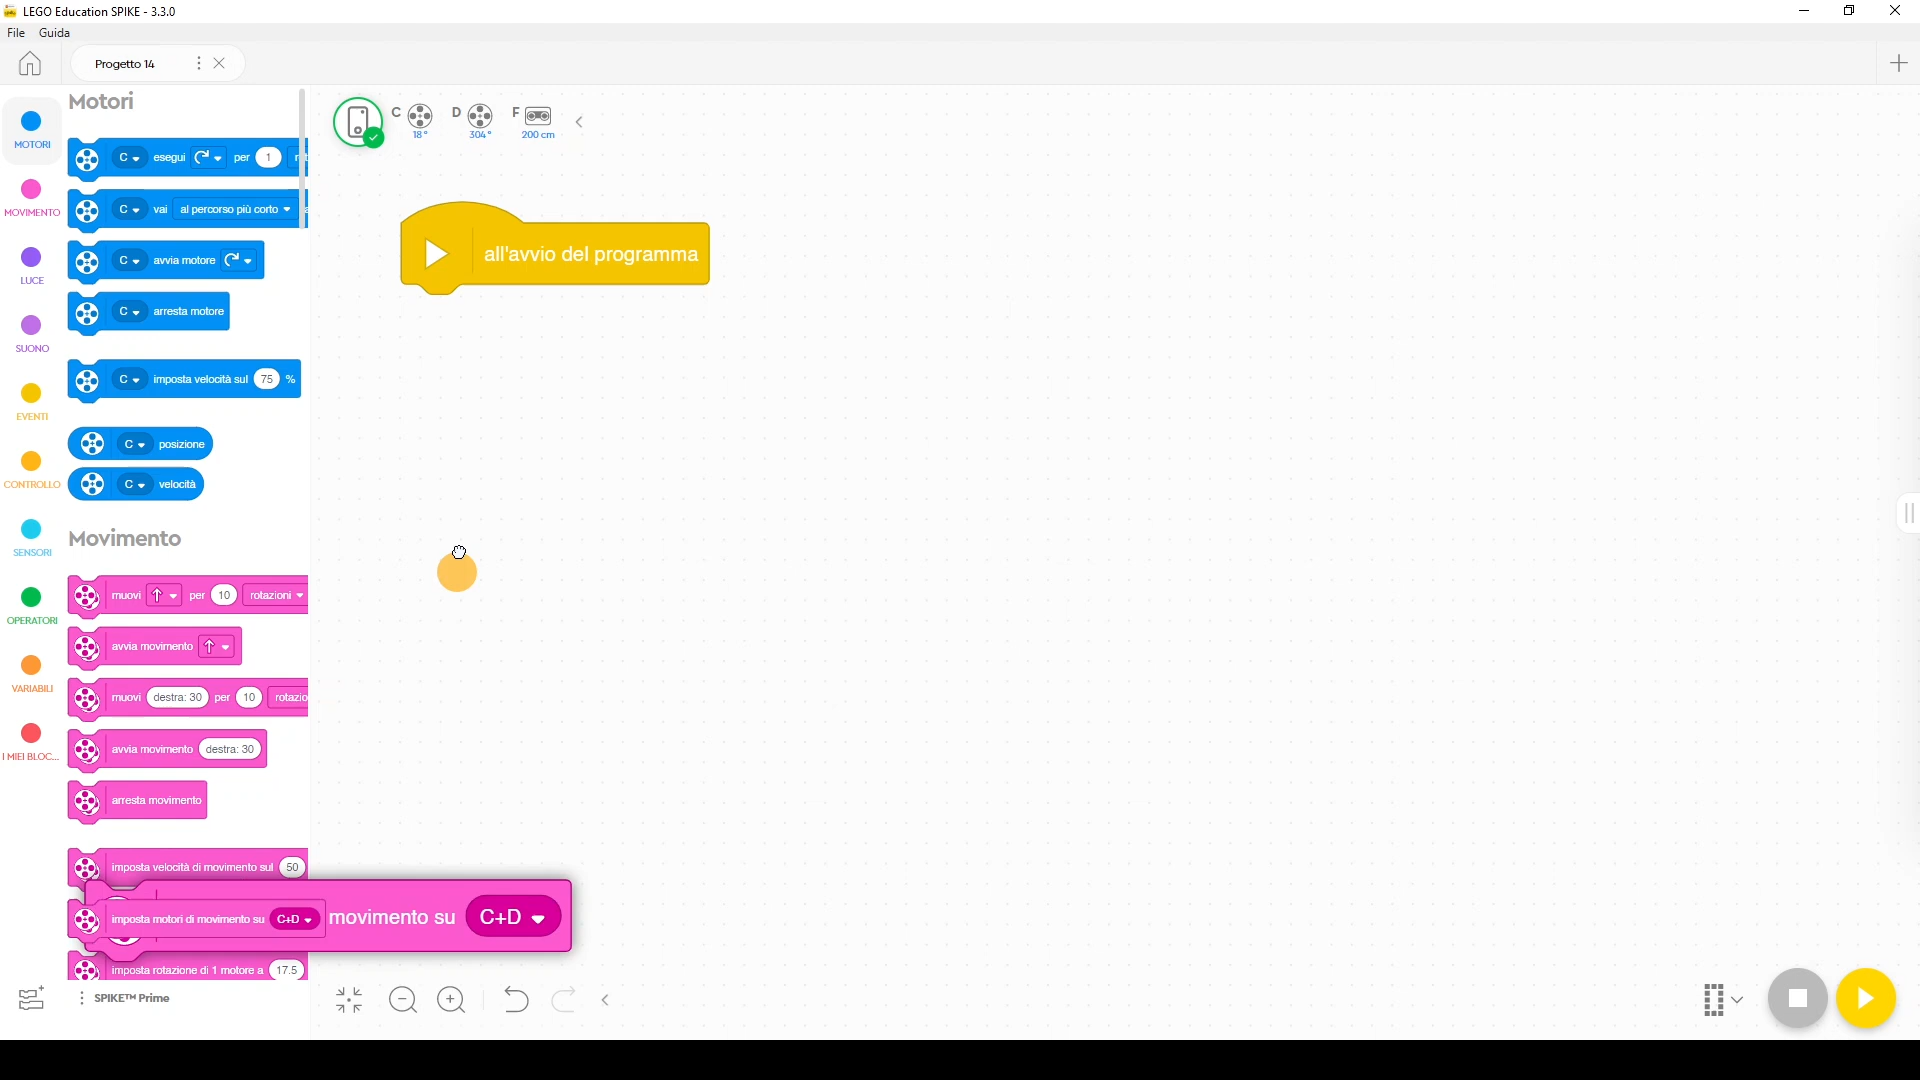 LEGO Education SPIKE - 3.3.0
File Guida
Progetto 14
MOTORI
MOVIMENTO
LUCE
SUONO
EVENTI
CONTROLLO
SENSORI
OPERATORI
VARIABILI
I MIEI BLOC...
Motori
C esegui per 1
C vai al percorso più corto
C avvia motore
C arresta motore
C imposta velocità sul 75 %
C posizione
C velocità
Movimento
muovi per 10 rotazioni
avvia movimento
muovi destra: 30 per 10 rotazio
avvia movimento destra: 30
arresta movimento
imposta velocità di movimento sul 50
imposta motori di movimento su C+D
movimento su C+D
imposta rotazione di 1 motore a 17.5
SPIKE™ Prime
C 18°
D 304°
F 200 cm
all'avvio del programma